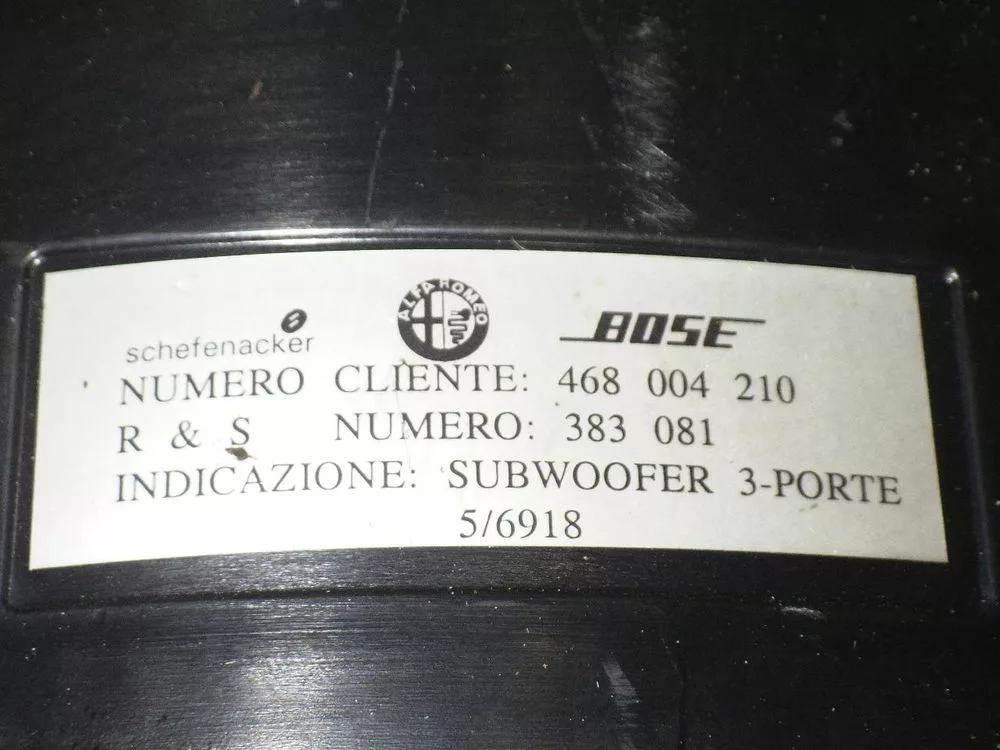 schefenacker
ALFA ROMEO
BOSE
NUMERO CLIENTE: 468 004 210
R & S NUMERO: 383 081
INDICAZIONE: SUBWOOFER 3-PORTE
5/6918